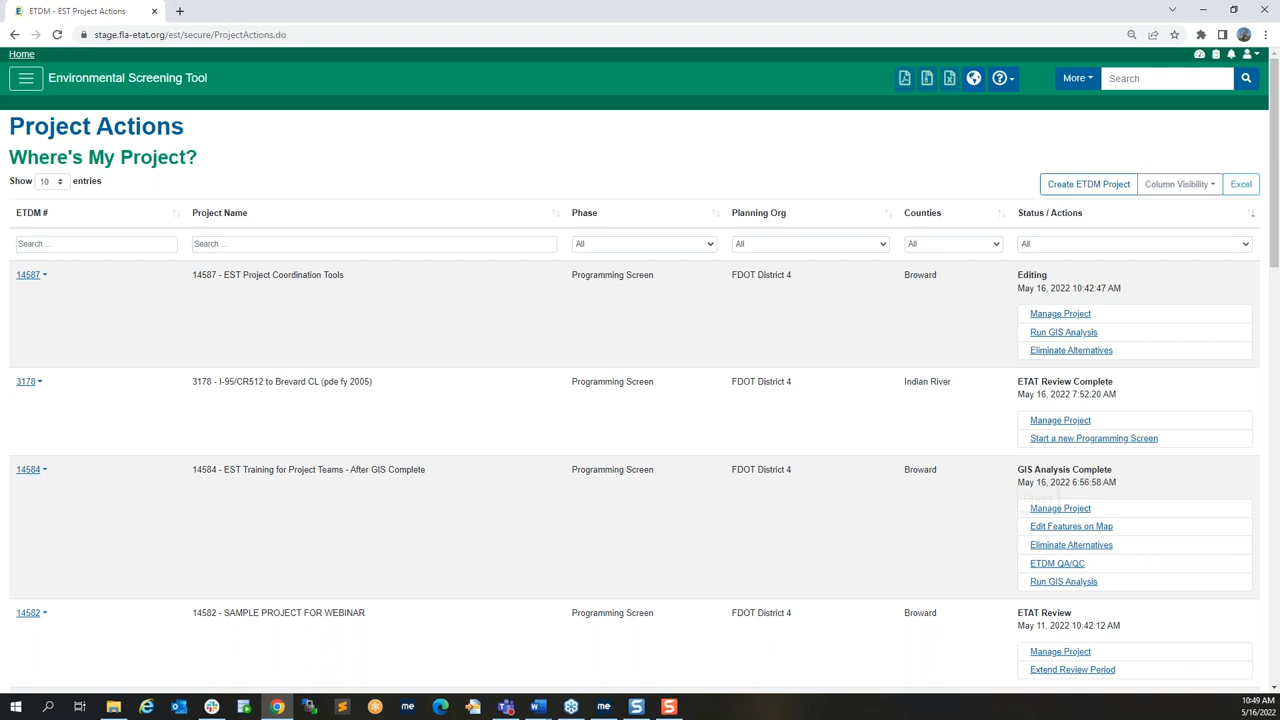 ETDM - EST Project Actions
stage.fla-etat.org/est/secure/ProjectActions.do
Home
Environmental Screening Tool
More
Search
Project Actions
Where's My Project?
Show 10 entries
Create ETDM Project
Column Visibility
Excel
ETDM #
Project Name
Phase
Planning Org
Counties
Status / Actions
Search ...
Search ...
All
All
All
All
14587
14587 - EST Project Coordination Tools
Programming Screen
FDOT District 4
Broward
Editing
May 16, 2022 10:42:47 AM
Manage Project
Run GIS Analysis
Eliminate Alternatives
3178
3178 - I-95/CR512 to Brevard CL (pde fy 2005)
Programming Screen
FDOT District 4
Indian River
ETAT Review Complete
May 16, 2022 7:52:20 AM
Manage Project
Start a new Programming Screen
14584
14584 - EST Training for Project Teams - After GIS Complete
Programming Screen
FDOT District 4
Broward
GIS Analysis Complete
May 16, 2022 6:56:58 AM
Manage Project
Edit Features on Map
Eliminate Alternatives
ETDM QA/QC
Run GIS Analysis
14582
14582 - SAMPLE PROJECT FOR WEBINAR
Programming Screen
FDOT District 4
Broward
ETAT Review
May 11, 2022 10:42:12 AM
Manage Project
Extend Review Period
me
me
10:49 AM
5/16/2022